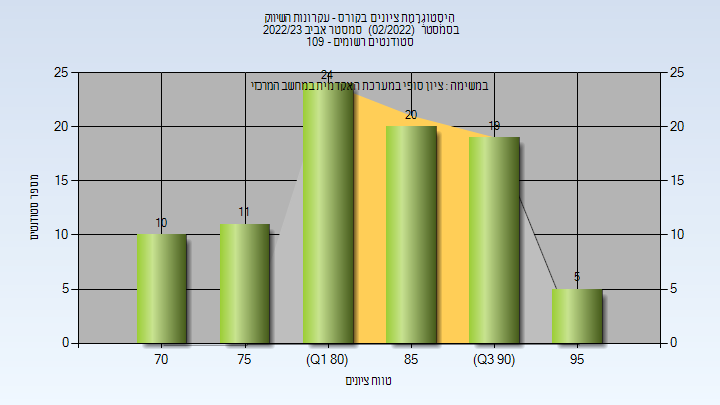 היסטוגרמת ציונים בקורס - עקרונות השיווק
בסמסטר (02/2022) סמסטר אביב 2022/23
סטודנטים רשומים - 109
במשימה : ציון סופי במערכת האקדמית במחשב המרכזי
מספר סטודנטים
25 25
20 20
15 15
10 10
5 5
0 0
10 11 24 20 19 5
70 75 (Q1 80) 85 (Q3 90) 95
טווח ציונים